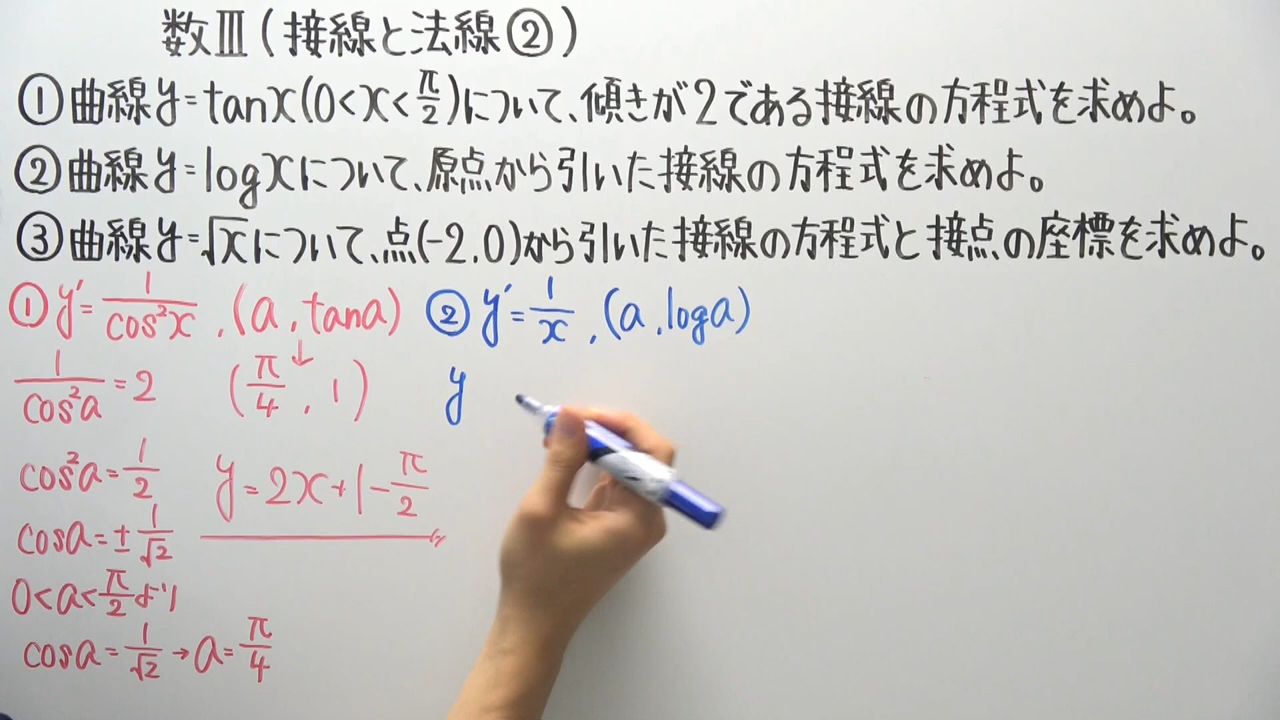 数Ⅲ(接線と法線②)
①曲線y=tanx(0<x<π/2)について、傾きが2である接線の方程式を求めよ。
②曲線y=logxについて、原点から引いた接線の方程式を求めよ。
③曲線y=√xについて、点(-2,0)から引いた接線の方程式と接点の座標を求めよ。
①y'=1/cos²x , (a, tana)
1/cos²a=2
↓
(π/4, 1)
cos²a=1/2
y=2x+1-π/2
cosa=±1/√2
0<a<π/2より
cosa=1/√2→a=π/4
②y'=1/x , (a, loga)
y